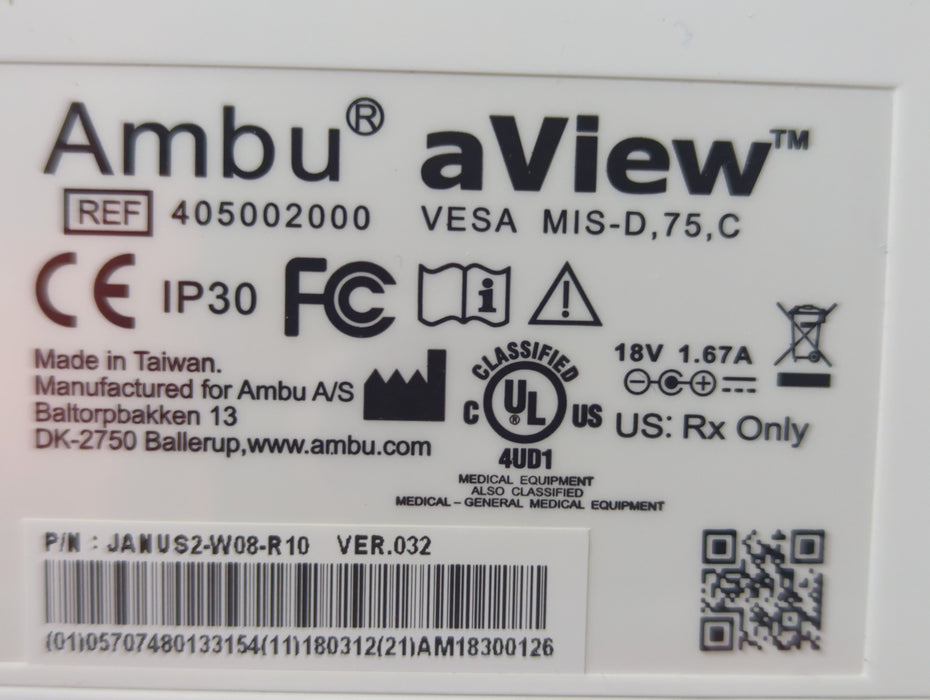 Ambu® aView™
REF 405002000 VESA MIS-D,75,C
CE IP30 FC i !
Made in Taiwan.
Manufactured for Ambu A/S
Baltorpbakken 13
DK-2750 Ballerup,www.ambu.com
CLASSIFIED
C UL® US
4UD1
MEDICAL EQUIPMENT
ALSO CLASSIFIED
MEDICAL – GENERAL MEDICAL EQUIPMENT
18V 1.67A
US: Rx Only
P/N : JANUS2-W08-R10 VER.032
(01)05707480133154(11)180312(21)AM18300126